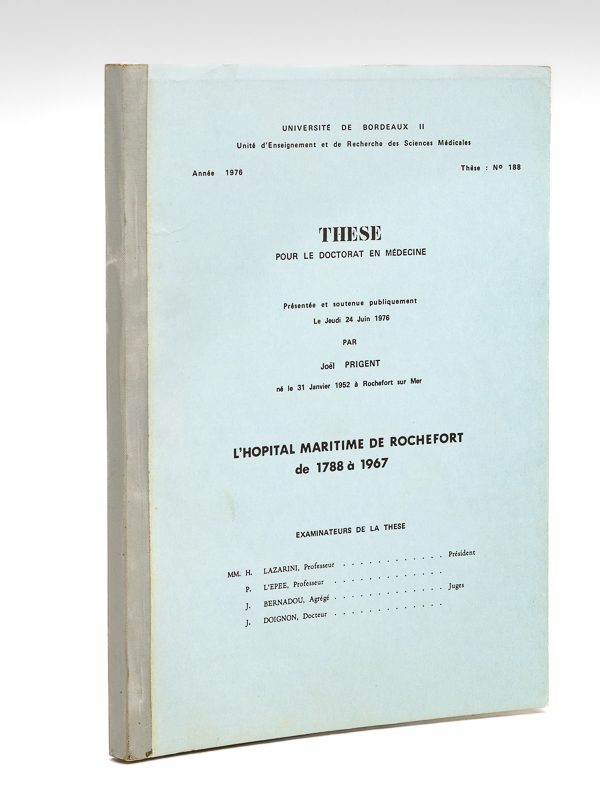 UNIVERSITÉ DE BORDEAUX II
Unité d'Enseignement et de Recherche des Sciences Médicales
Année 1976 Thèse : Nº 188
THESE
POUR LE DOCTORAT EN MÉDECINE
Présentée et soutenue publiquement
Le Jeudi 24 Juin 1976
PAR
Joël PRIGENT
né le 31 Janvier 1952 à Rochefort sur Mer
L'HOPITAL MARITIME DE ROCHEFORT
de 1788 à 1967
EXAMINATEURS DE LA THESE
MM. H. LAZARINI, Professeur . . . . . . . . . . . . Président
P. L'EPEE, Professeur . . . . . . . . . . . .
J. BERNADOU, Agrégé . . . . . . . . . . . . Juges
J. DOIGNON, Docteur . . . . . . . . . . . .